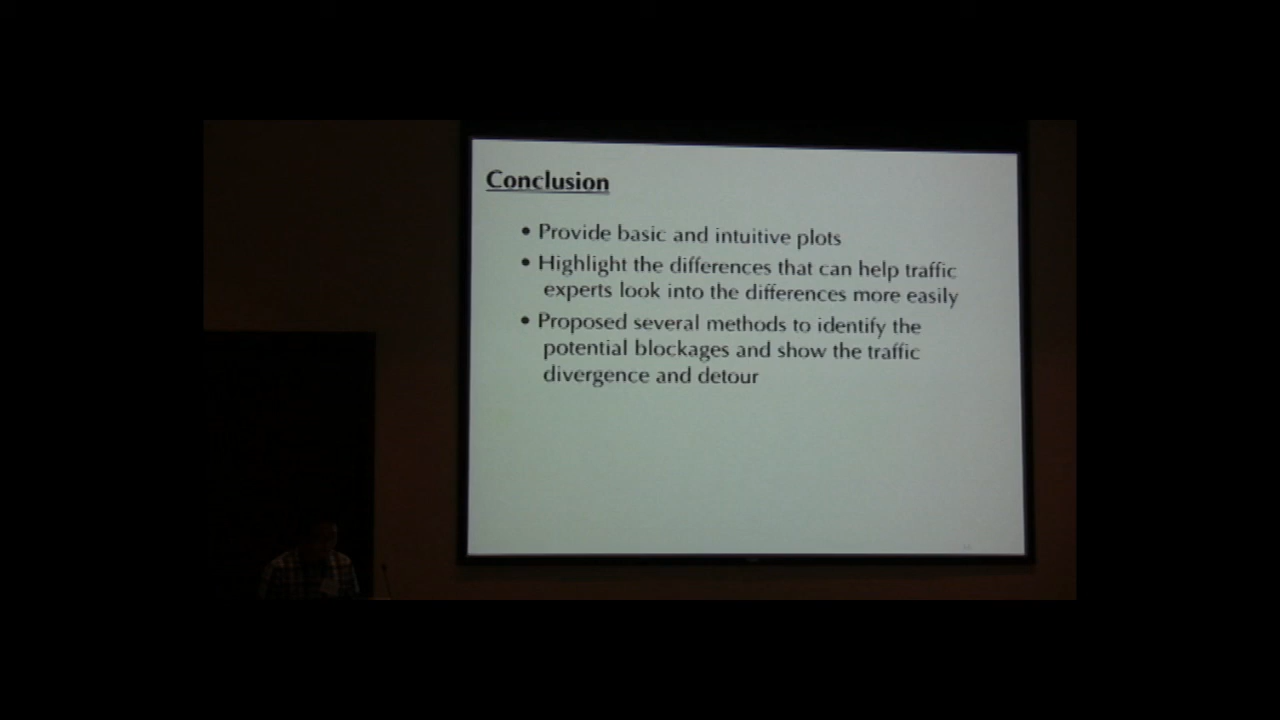 Conclusion
• Provide basic and intuitive plots
• Highlight the differences that can help traffic
experts look into the differences more easily
• Proposed several methods to identify the
potential blockages and show the traffic
divergence and detour